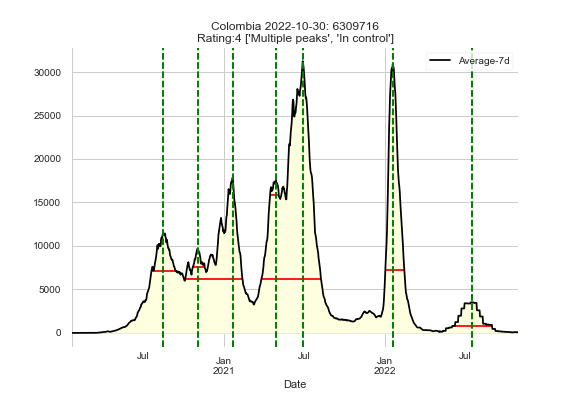 Colombia 2022-10-30: 6309716
Rating:4 ['Multiple peaks', 'In control']
Average-7d
30000
25000
20000
15000
10000
5000
0
Jul
Jan
2021
Jul
Jan
2022
Jul
Date